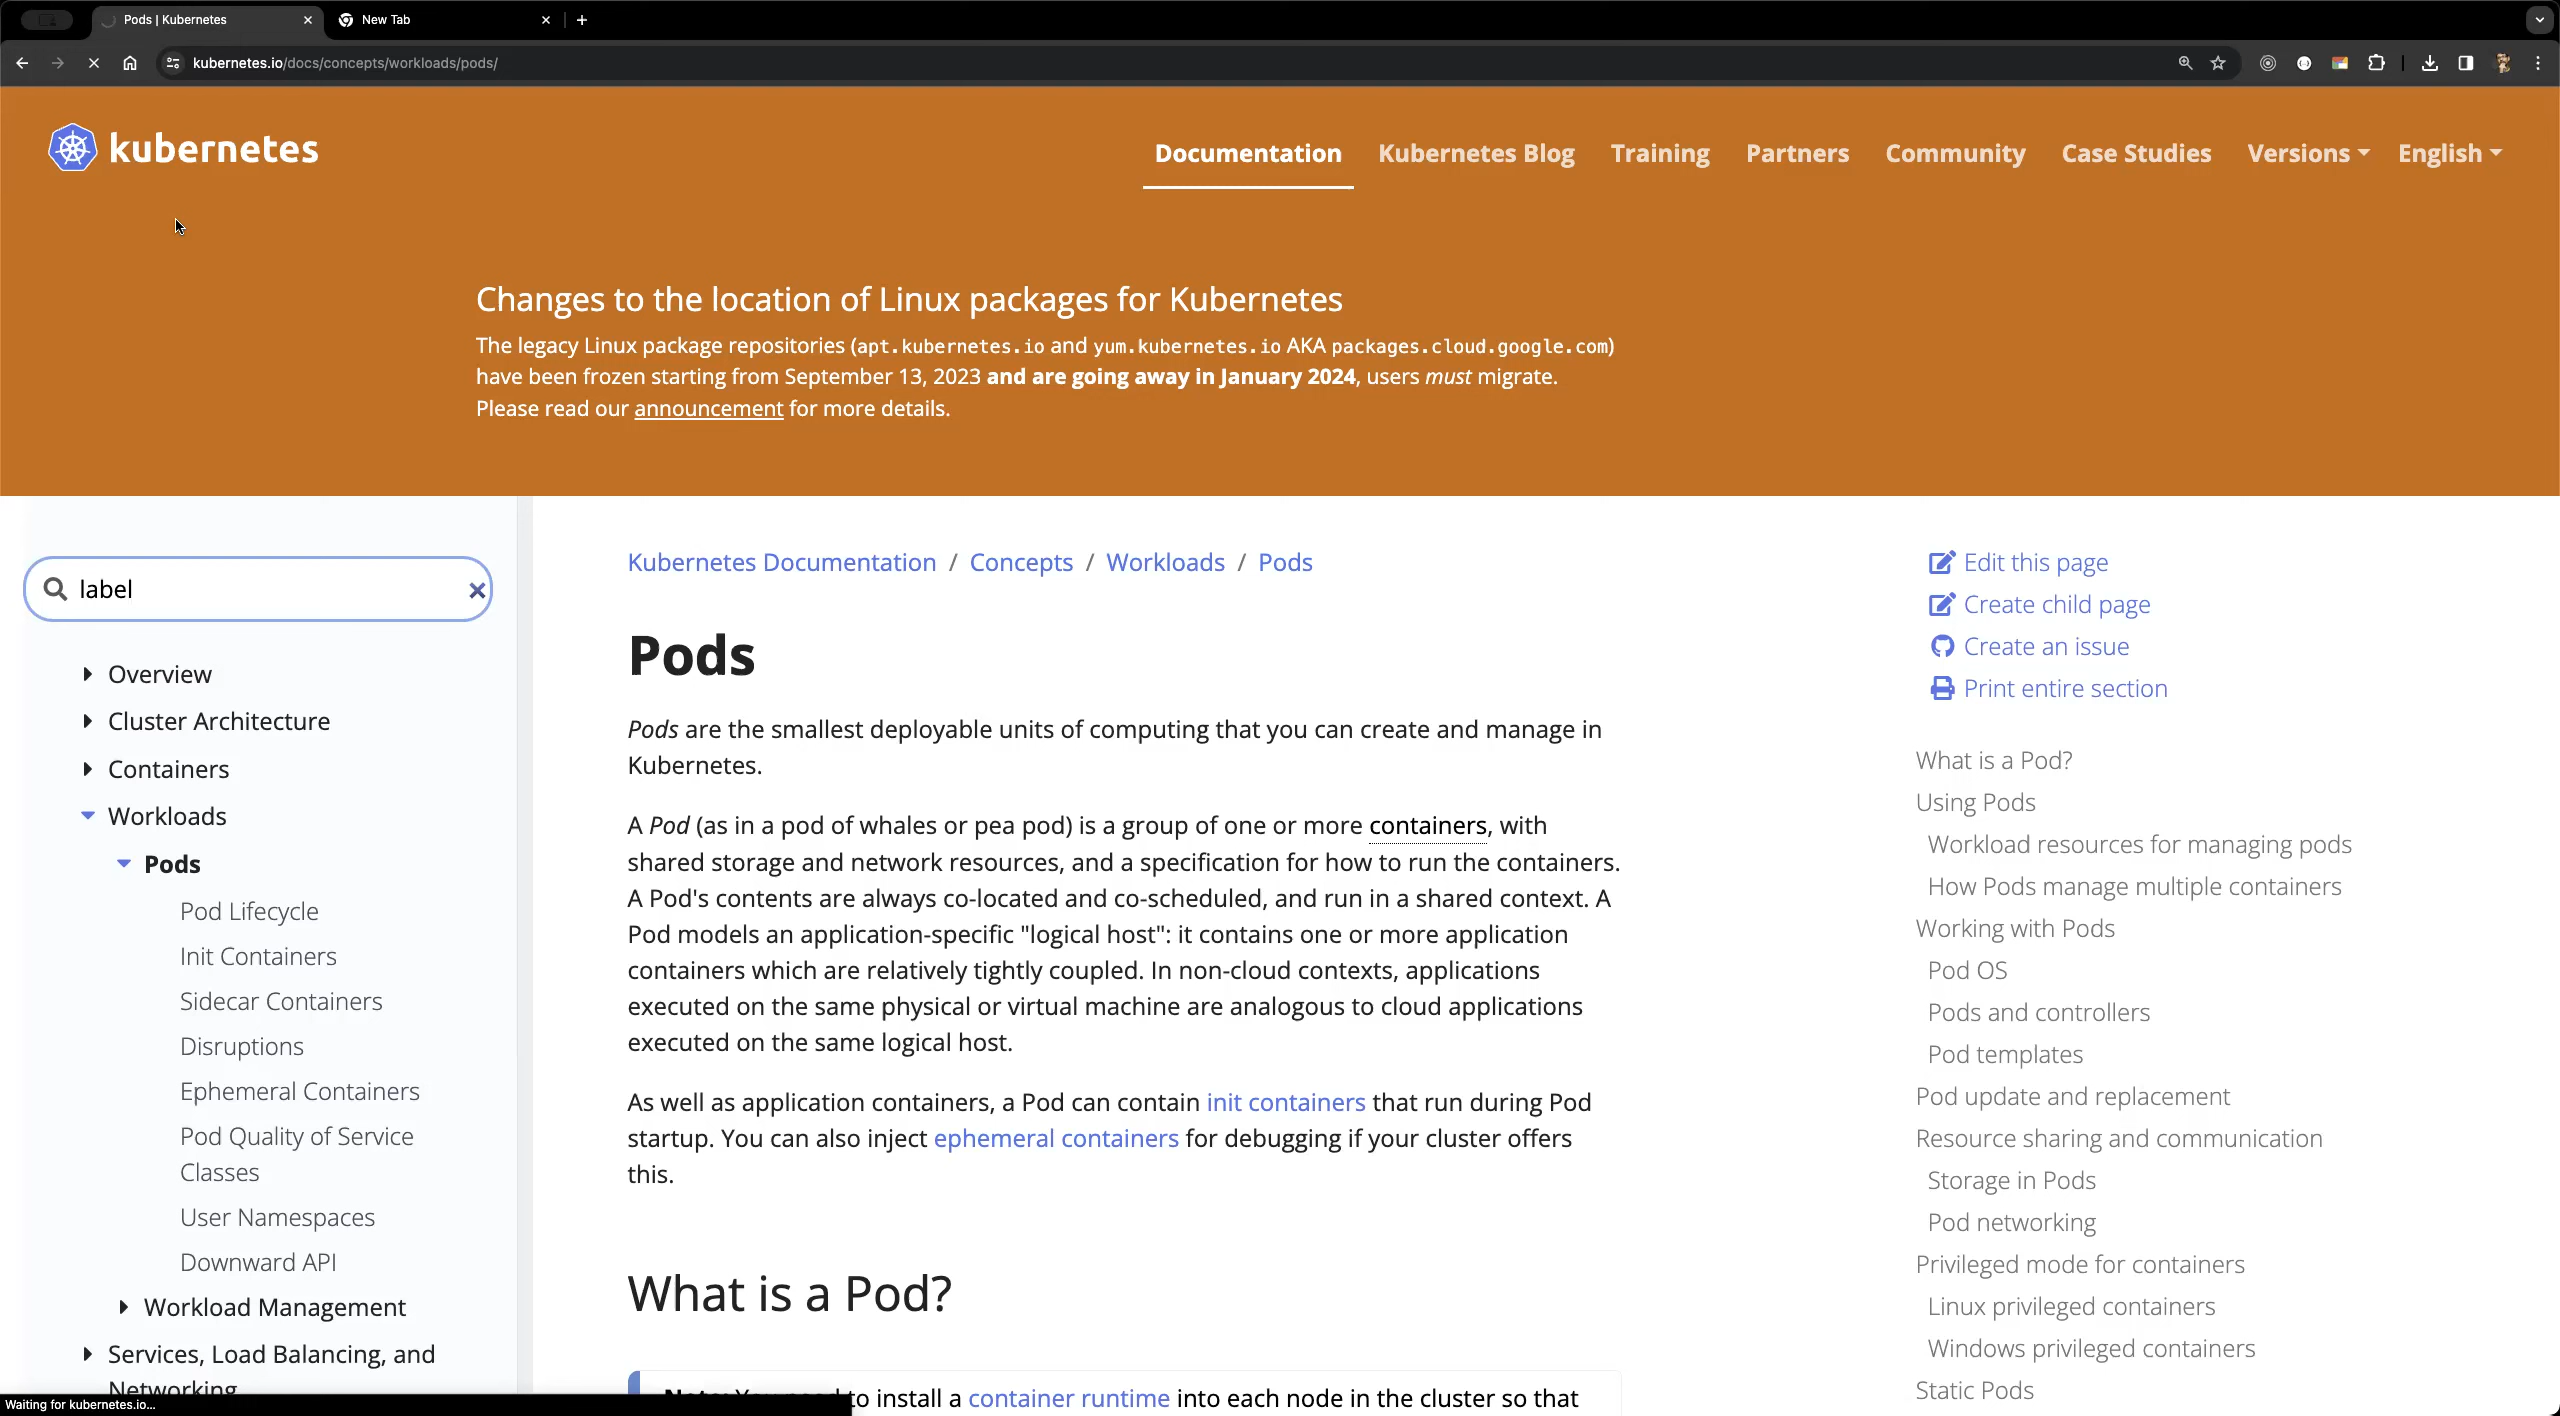 Pods | Kubernetes
New Tab
kubernetes.io/docs/concepts/workloads/pods/
kubernetes
Documentation
Kubernetes Blog
Training
Partners
Community
Case Studies
Versions
English
Changes to the location of Linux packages for Kubernetes
The legacy Linux package repositories (apt.kubernetes.io and yum.kubernetes.io AKA packages.cloud.google.com)
have been frozen starting from September 13, 2023 and are going away in January 2024, users must migrate.
Please read our announcement for more details.
label
Overview
Cluster Architecture
Containers
Workloads
Pods
Pod Lifecycle
Init Containers
Sidecar Containers
Disruptions
Ephemeral Containers
Pod Quality of Service
Classes
User Namespaces
Downward API
Workload Management
Services, Load Balancing, and
Networking
Kubernetes Documentation / Concepts / Workloads / Pods
Pods
Pods are the smallest deployable units of computing that you can create and manage in
Kubernetes.
A Pod (as in a pod of whales or pea pod) is a group of one or more containers, with
shared storage and network resources, and a specification for how to run the containers.
A Pod's contents are always co-located and co-scheduled, and run in a shared context. A
Pod models an application-specific "logical host": it contains one or more application
containers which are relatively tightly coupled. In non-cloud contexts, applications
executed on the same physical or virtual machine are analogous to cloud applications
executed on the same logical host.
As well as application containers, a Pod can contain init containers that run during Pod
startup. You can also inject ephemeral containers for debugging if your cluster offers
this.
What is a Pod?
Note: You need to install a container runtime into each node in the cluster so that
Edit this page
Create child page
Create an issue
Print entire section
What is a Pod?
Using Pods
Workload resources for managing pods
How Pods manage multiple containers
Working with Pods
Pod OS
Pods and controllers
Pod templates
Pod update and replacement
Resource sharing and communication
Storage in Pods
Pod networking
Privileged mode for containers
Linux privileged containers
Windows privileged containers
Static Pods
Waiting for kubernetes.io...